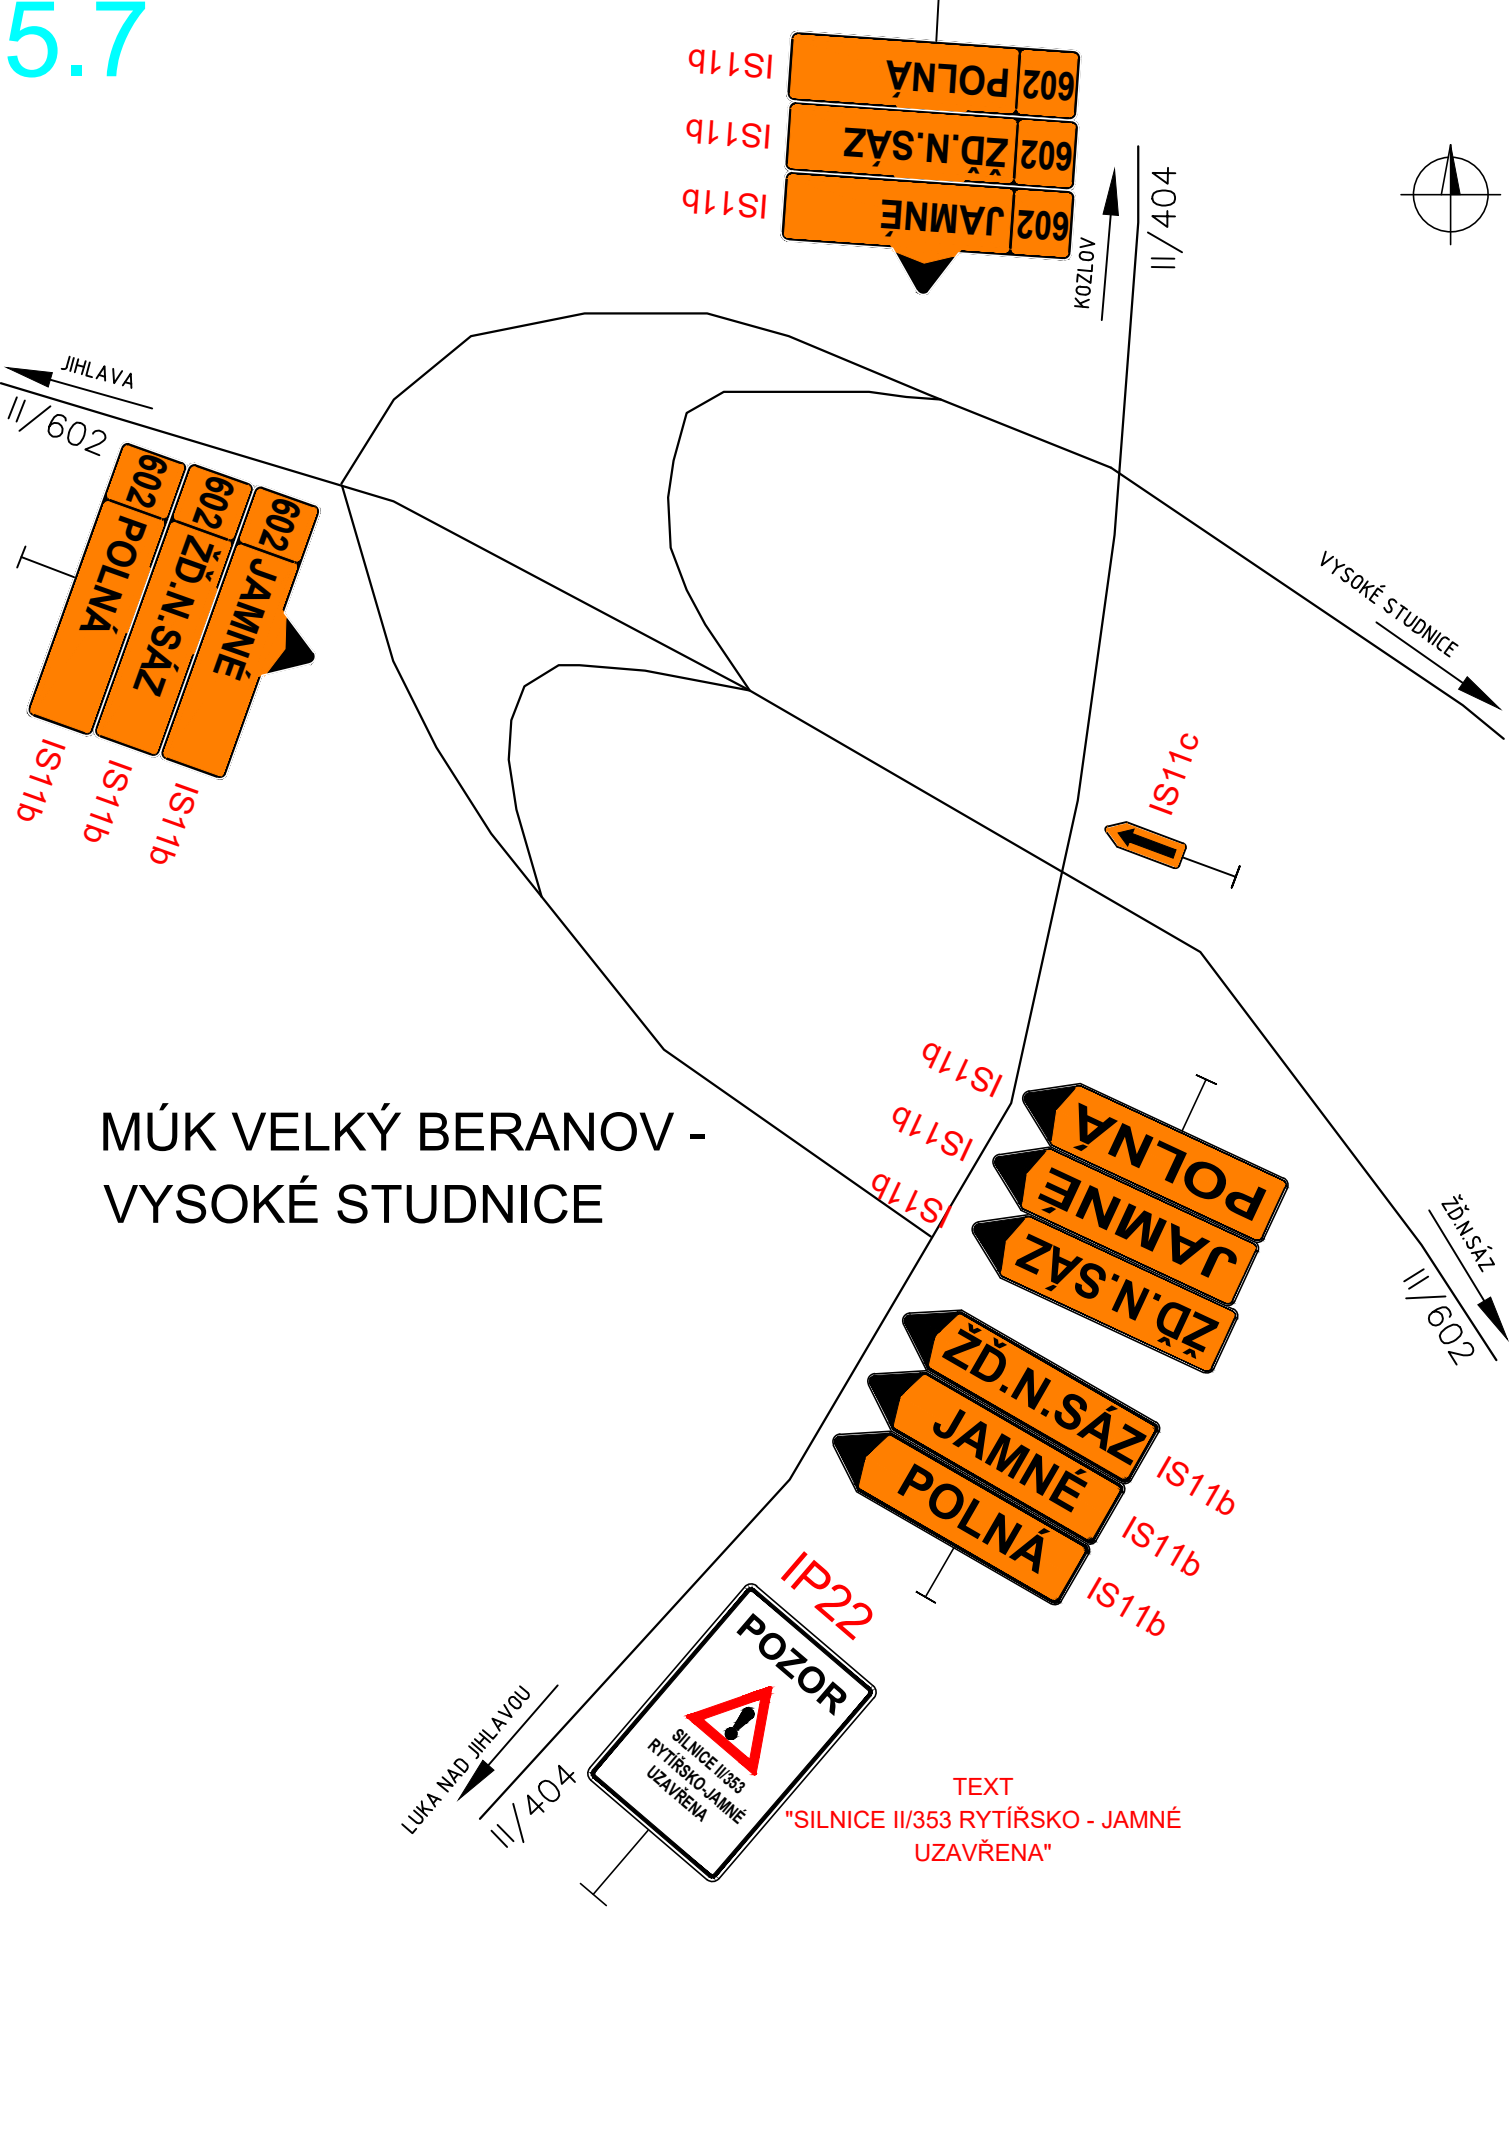 5.7
IS11b
POLNÁ 602
IS11b
ŽĎ.N.SÁZ 602
IS11b
JAMNÉ 602
KOZLOV
II/404
JIHLAVA
II/602
602 POLNÁ
602 ŽĎ.N.SÁZ
602 JAMNÉ
IS11b
IS11b
IS11b
VYSOKÉ STUDNICE
IS11c
MÚK VELKÝ BERANOV -
VYSOKÉ STUDNICE
IS11b
IS11b
IS11b
POLNÁ
JAMNÉ
ŽĎ.N.SÁZ
ŽĎ.N.SÁZ
II/602
ŽĎ.N.SÁZ
JAMNÉ
POLNÁ
IS11b
IS11b
IS11b
IP22
POZOR
SILNICE II/353
RYTÍŘSKO-JAMNÉ
UZAVŘENA
LUKA NAD JIHLAVOU
II/404
TEXT
"SILNICE II/353 RYTÍŘSKO - JAMNÉ
UZAVŘENA"